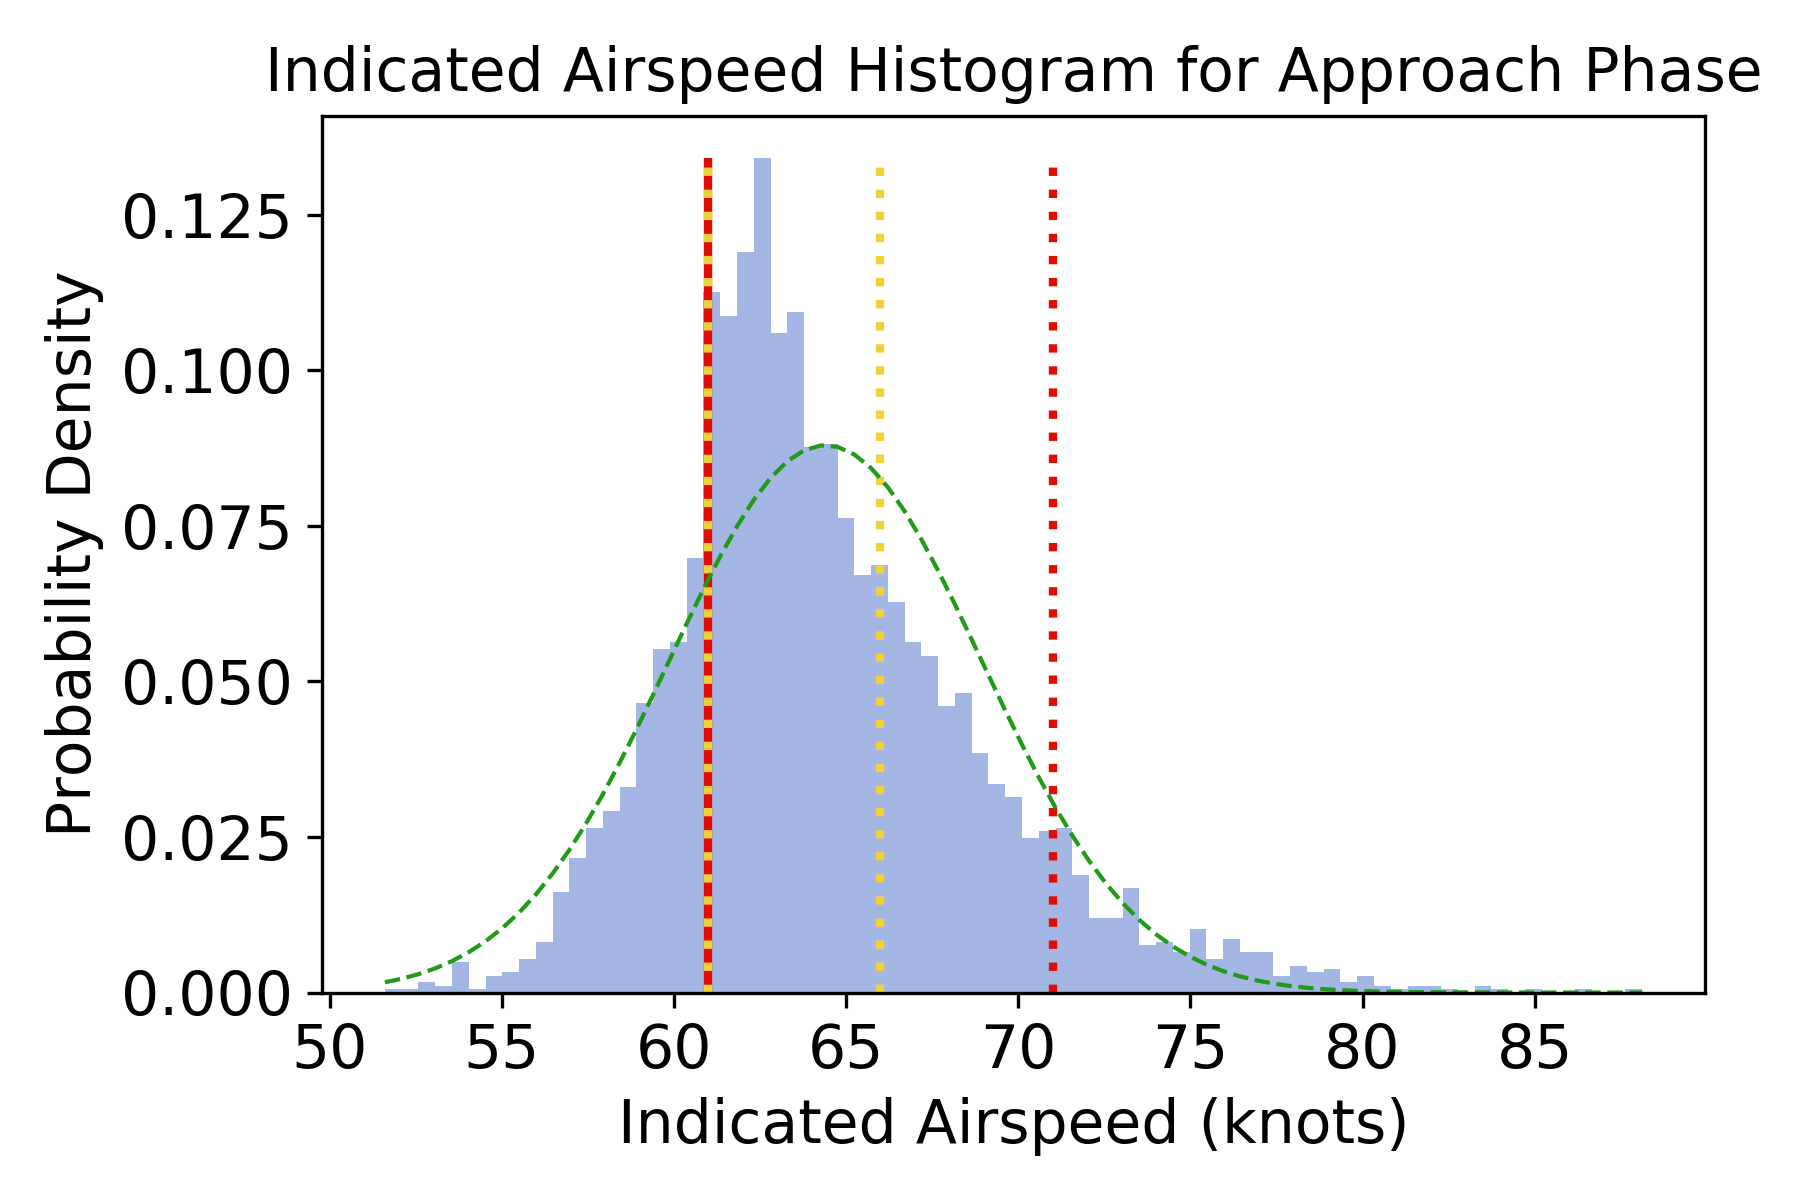 Indicated Airspeed Histogram for Approach Phase
0.125
0.100
0.075
0.050
0.025
0.000
Probability Density
50 55 60 65 70 75 80 85
Indicated Airspeed (knots)